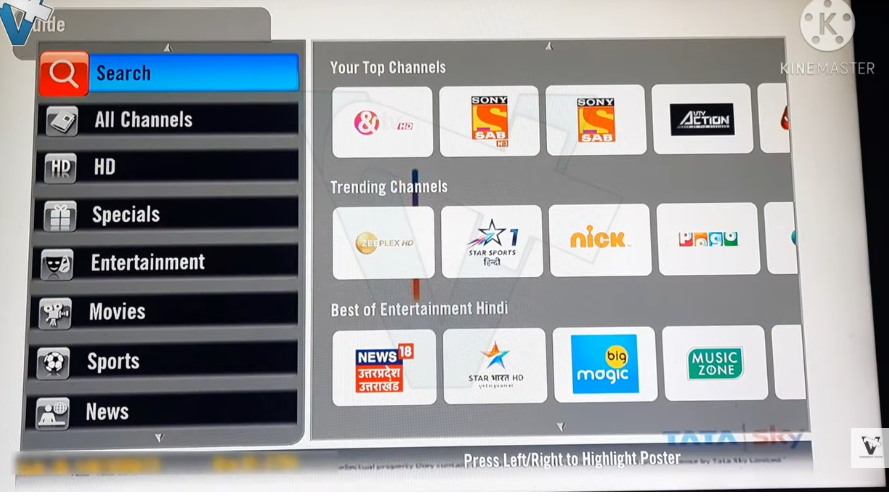 uide
KINEMASTER
Search
All Channels
HD
Specials
Entertainment
Movies
Sports
News
Your Top Channels
& HD
SONY
SAB
HD
SONY
SAB
UTV
ACTION
Trending Channels
ZEEPLEX HD
1
STAR SPORTS
हिन्दी
nick
POGO
Best of Entertainment Hindi
NEWS 18
उत्तरप्रदेश
उत्तराखंड
STAR भारत HD
big
magic
MUSIC
ZONE
TATA sky
Press Left/Right to Highlight Poster